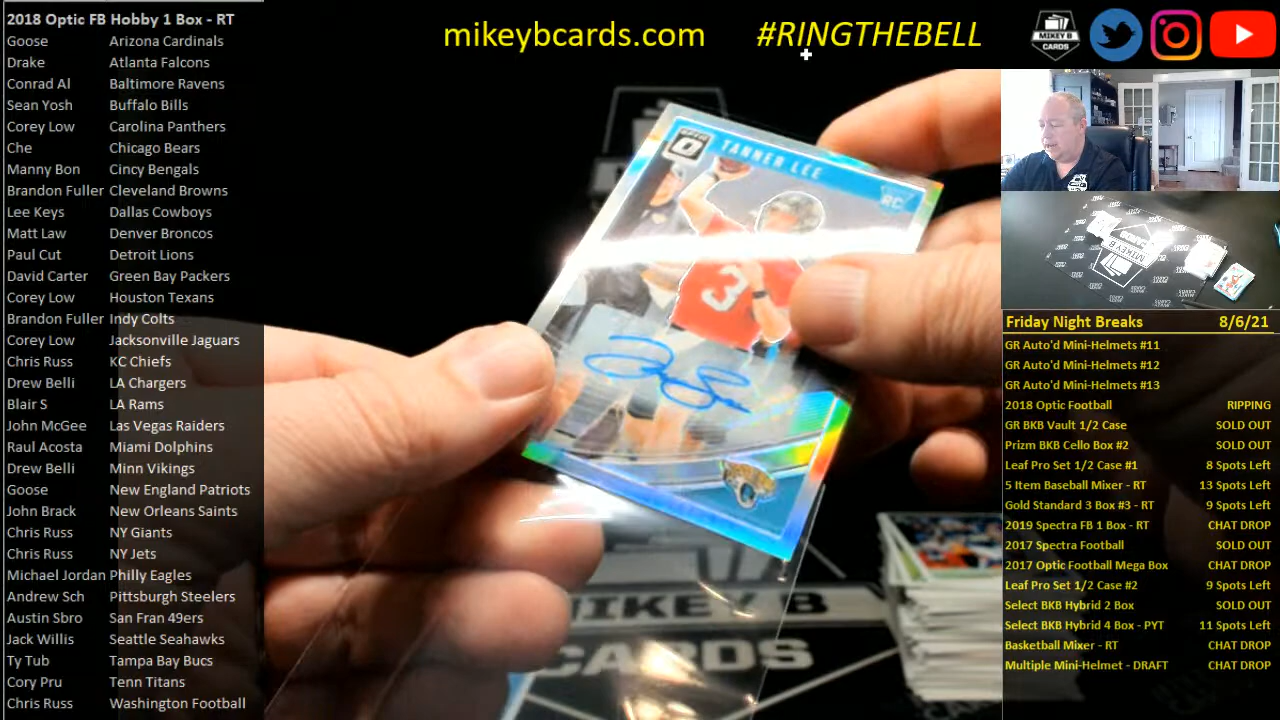 2018 Optic FB Hobby 1 Box - RT
Goose Arizona Cardinals
Drake Atlanta Falcons
Conrad Al Baltimore Ravens
Sean Yosh Buffalo Bills
Corey Low Carolina Panthers
Che Chicago Bears
Manny Bon Cincy Bengals
Brandon Fuller Cleveland Browns
Lee Keys Dallas Cowboys
Matt Law Denver Broncos
Paul Cut Detroit Lions
David Carter Green Bay Packers
Corey Low Houston Texans
Brandon Fuller Indy Colts
Corey Low Jacksonville Jaguars
Chris Russ KC Chiefs
Drew Belli LA Chargers
Blair S LA Rams
John McGee Las Vegas Raiders
Raul Acosta Miami Dolphins
Drew Belli Minn Vikings
Goose New England Patriots
John Brack New Orleans Saints
Chris Russ NY Giants
Chris Russ NY Jets
Michael Jordan Philly Eagles
Andrew Sch Pittsburgh Steelers
Austin Sbro San Fran 49ers
Jack Willis Seattle Seahawks
Ty Tub Tampa Bay Bucs
Cory Pru Tenn Titans
Chris Russ Washington Football
mikeybcards.com #RINGTHEBELL
MIKEY B
CARDS
OPTIC
TANNER LEE
RC
3
MIKEY B
CARDS
Friday Night Breaks 8/6/21
GR Auto'd Mini-Helmets #11
GR Auto'd Mini-Helmets #12
GR Auto'd Mini-Helmets #13
2018 Optic Football RIPPING
GR BKB Vault 1/2 Case SOLD OUT
Prizm BKB Cello Box #2 SOLD OUT
Leaf Pro Set 1/2 Case #1 8 Spots Left
5 Item Baseball Mixer - RT 13 Spots Left
Gold Standard 3 Box #3 - RT 9 Spots Left
2019 Spectra FB 1 Box - RT CHAT DROP
2017 Spectra Football SOLD OUT
2017 Optic Football Mega Box CHAT DROP
Leaf Pro Set 1/2 Case #2 9 Spots Left
Select BKB Hybrid 2 Box SOLD OUT
Select BKB Hybrid 4 Box - PYT 11 Spots Left
Basketball Mixer - RT CHAT DROP
Multiple Mini-Helmet - DRAFT CHAT DROP